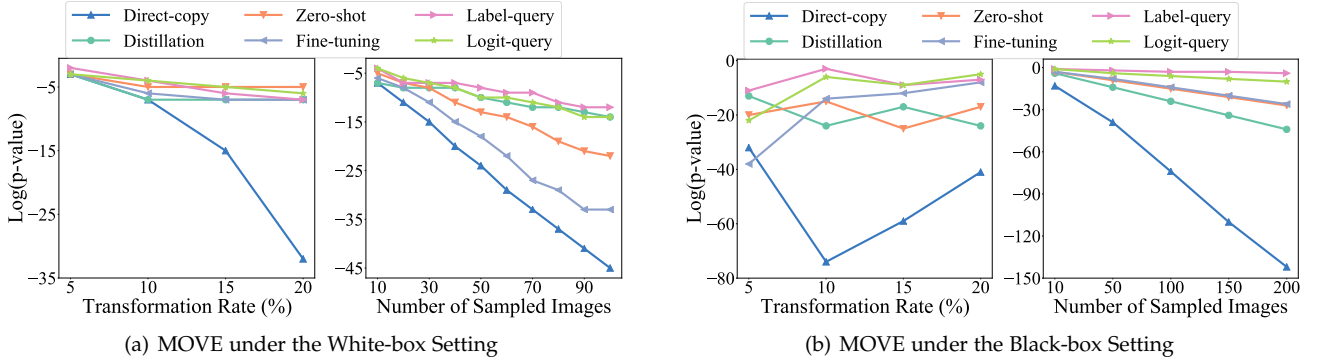 Direct-copy Zero-shot Label-query
Distillation Fine-tuning Logit-query
Log(p-value)
−5
−15
−25
−35
5 10 15 20
Transformation Rate (%)
−5
−15
−25
−35
−45
10 30 50 70 90
Number of Sampled Images
(a) MOVE under the White-box Setting
Direct-copy Zero-shot Label-query
Distillation Fine-tuning Logit-query
Log(p-value)
0
−20
−40
−60
−80
5 10 15 20
Transformation Rate (%)
0
−30
−60
−90
−120
−150
10 50 100 150 200
Number of Sampled Images
(b) MOVE under the Black-box Setting